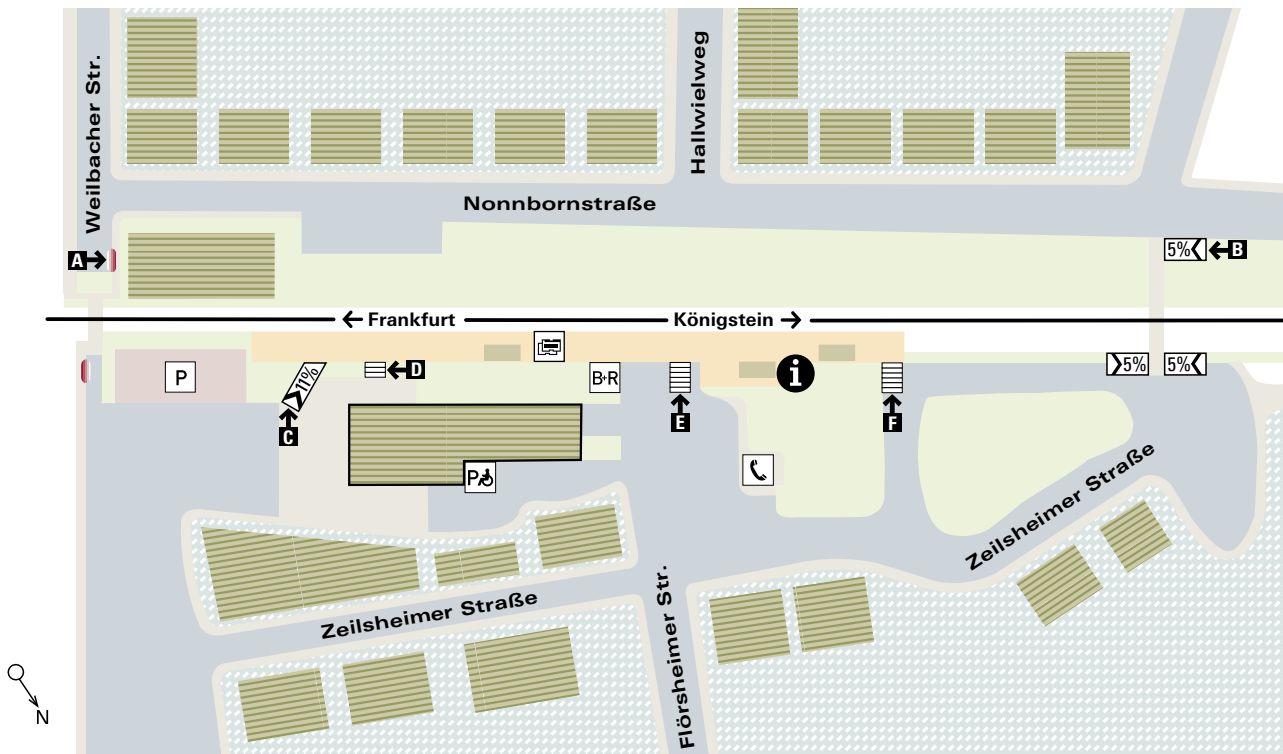 Weilbacher Str.
Hallwielweg
Nonnbornstraße
A
5%
B
Frankfurt
Königstein
P
11%
D
B+R
i
5%
5%
C
E
F
P
Zeilsheimer Straße
Zeilsheimer Straße
Flörsheimer Str.
N